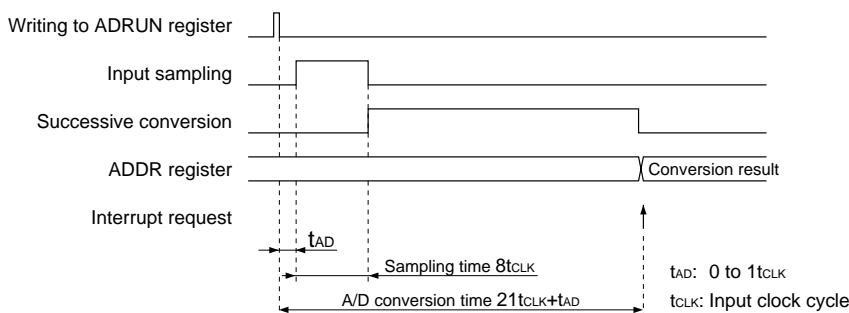 Writing to ADRUN register
Input sampling
Successive conversion
ADDR register
Conversion result
Interrupt request
tAD
Sampling time 8tCLK
tAD: 0 to 1tCLK
A/D conversion time 21tCLK+tAD
tCLK: Input clock cycle